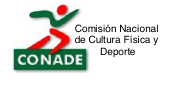 CONADE
Comisión Nacional
de Cultura Física y
Deporte